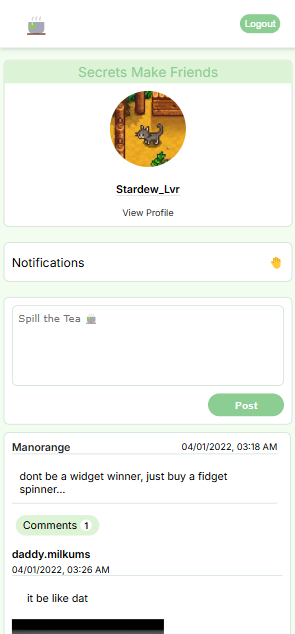 Logout
Secrets Make Friends
Stardew_Lvr
View Profile
Notifications
Spill the Tea 🍵
Post
Manorange 04/01/2022, 03:18 AM
dont be a widget winner, just buy a fidget
spinner...
Comments 1
daddy.milkums
04/01/2022, 03:26 AM
it be like dat